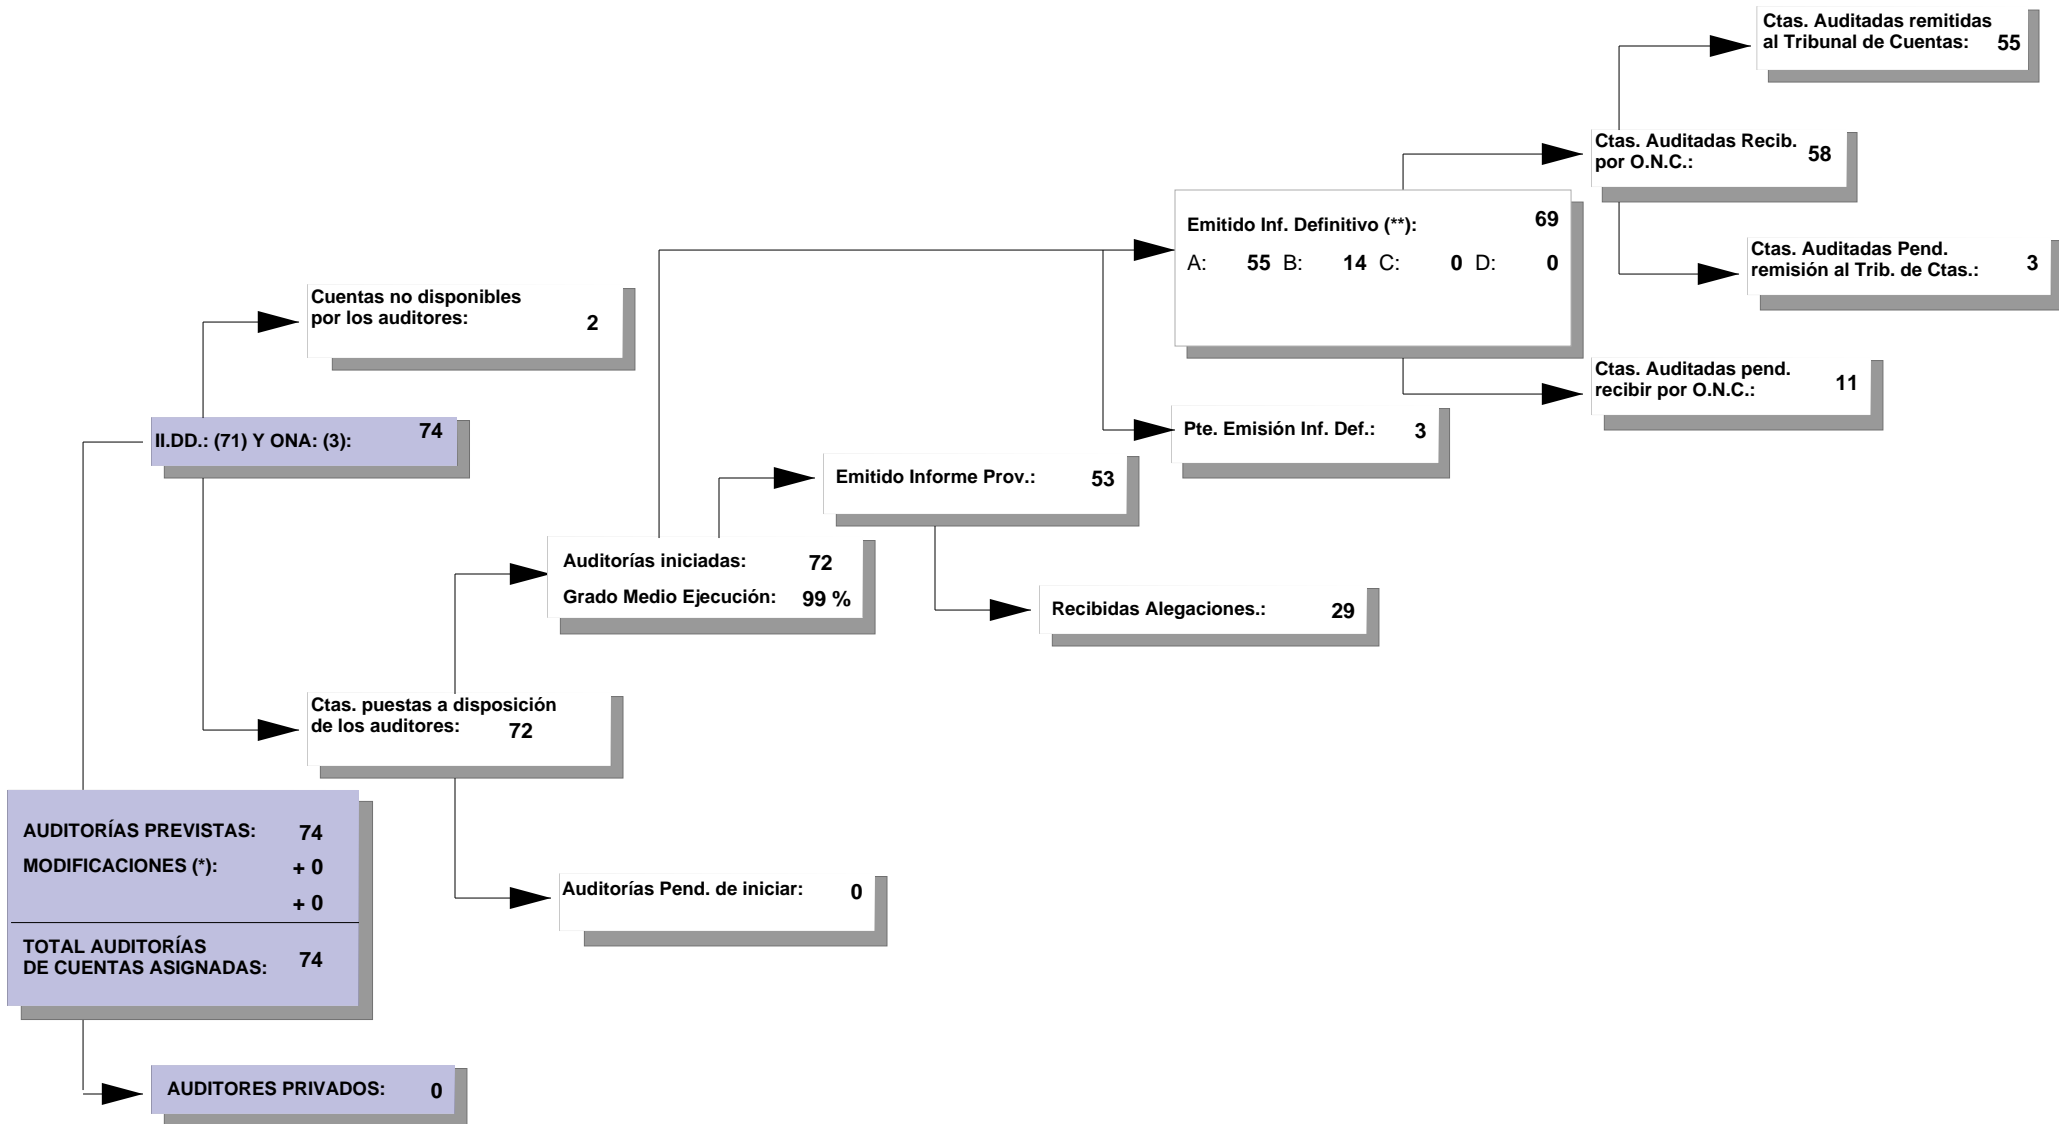 Ctas. Auditadas remitidas
al Tribunal de Cuentas: 55
Ctas. Auditadas Recib.
por O.N.C.: 58
Emitido Inf. Definitivo (**): 69
A: 55 B: 14 C: 0 D: 0
Ctas. Auditadas Pend.
remisión al Trib. de Ctas.: 3
Cuentas no disponibles
por los auditores: 2
Ctas. Auditadas pend.
recibir por O.N.C.: 11
II.DD.: (71) Y ONA: (3): 74
Pte. Emisión Inf. Def.: 3
Emitido Informe Prov.: 53
Auditorías iniciadas: 72
Grado Medio Ejecución: 99 %
Recibidas Alegaciones.: 29
Ctas. puestas a disposición
de los auditores: 72
AUDITORÍAS PREVISTAS: 74
MODIFICACIONES (*): + 0
+ 0
TOTAL AUDITORÍAS
DE CUENTAS ASIGNADAS: 74
Auditorías Pend. de iniciar: 0
AUDITORES PRIVADOS: 0